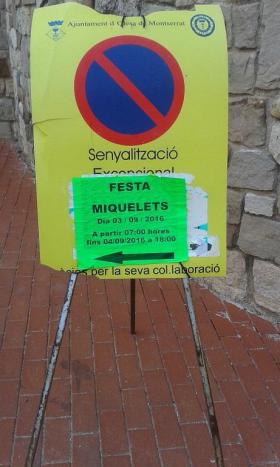 Ajuntament d'Olesa de Montserrat
Senyalització
Excepcional
FESTA
MIQUELETS
Dia 03 / 09 / 2016
A partir 07:00 hores
fins 04/09/2016 a 18:00
per la seva col.laboració